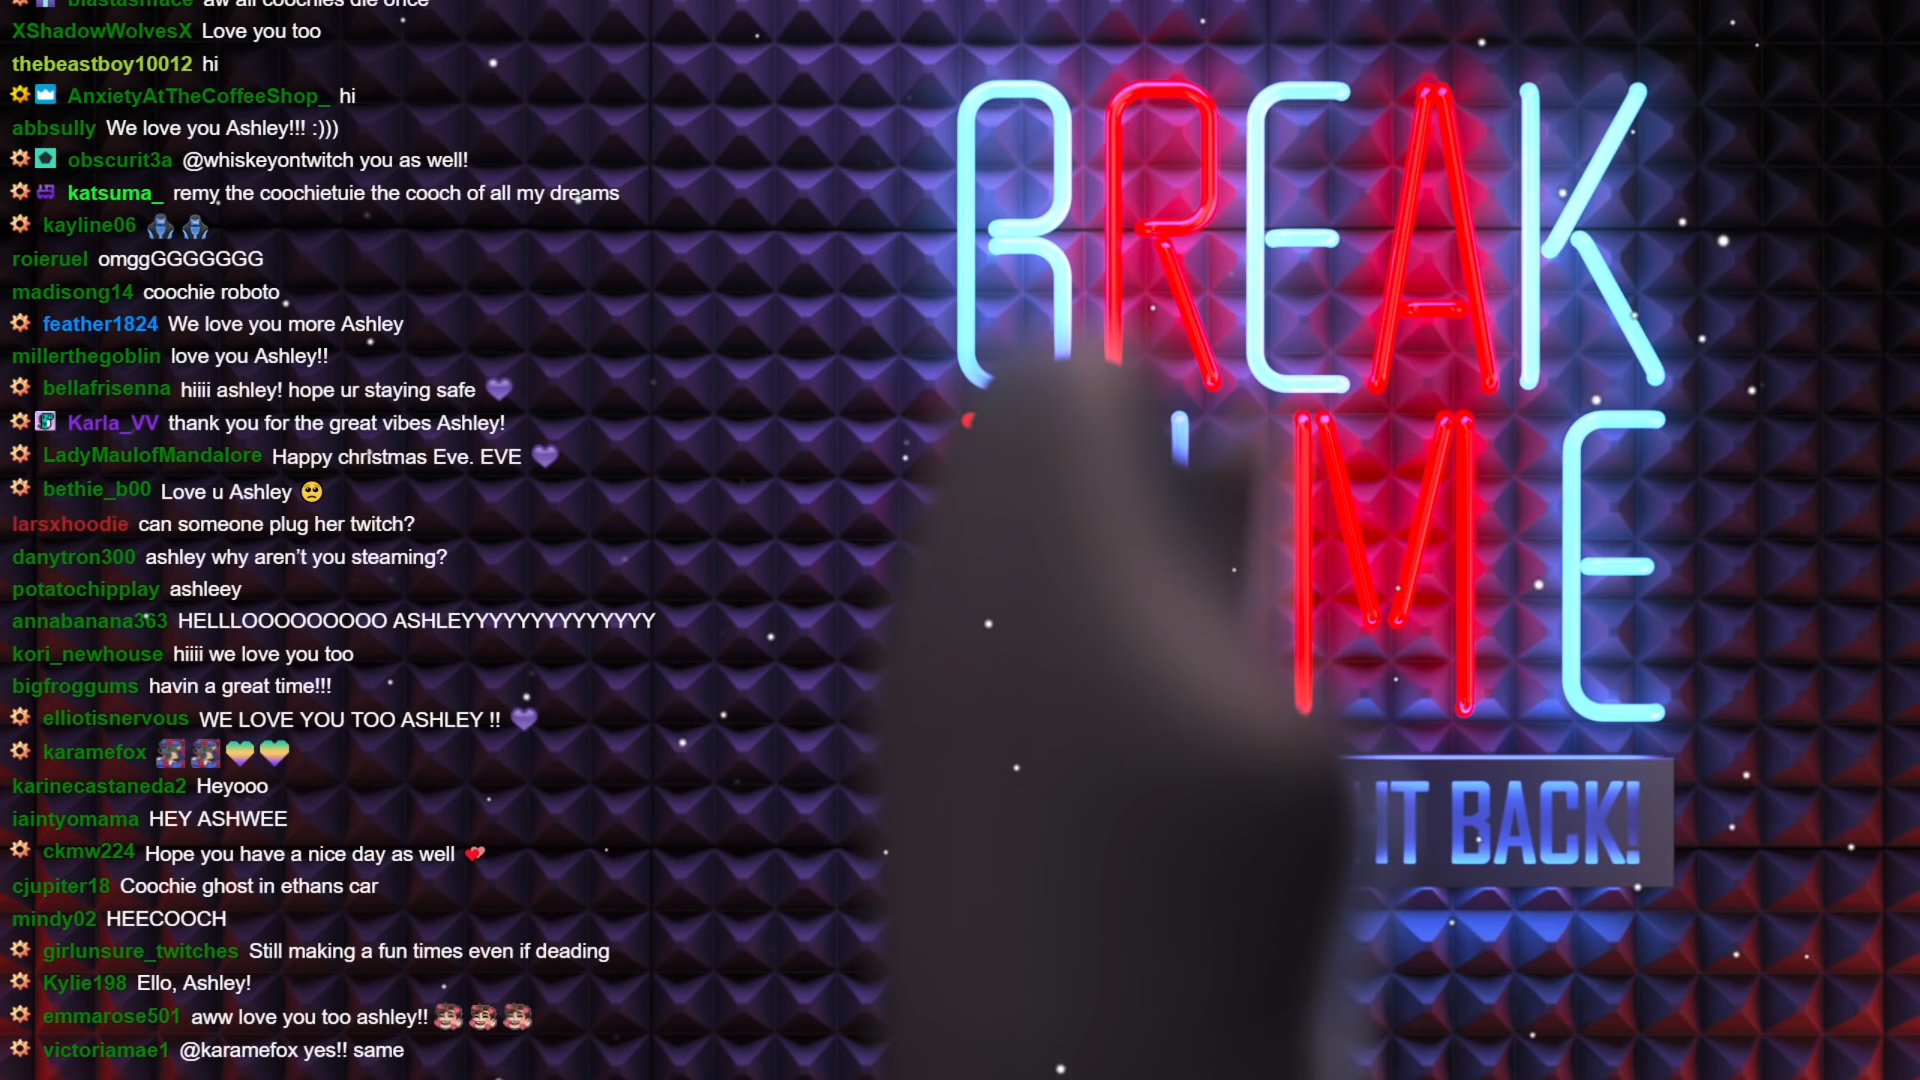 blastasmace aw all coochies die once
XShadowWolvesX Love you too
thebeastboy10012 hi
AnxietyAtTheCoffeeShop_ hi
abbsully We love you Ashley!!! :)))
obscurit3a @whiskeyontwitch you as well!
katsuma_ remy the coochietuie the cooch of all my dreams
kayline06
roieruel omggGGGGGGG
madisong14 coochie roboto
feather1824 We love you more Ashley
millerthegoblin love you Ashley!!
bellafrisenna hiiii ashley! hope ur staying safe
Karla_VV thank you for the great vibes Ashley!
LadyMaulofMandalore Happy christmas Eve. EVE
bethie_b00 Love u Ashley 🥺
larsxhoodie can someone plug her twitch?
danytron300 ashley why aren’t you steaming?
potatochipplay ashleey
annabanana363 HELLLOOOOOOOOO ASHLEYYYYYYYYYYYYYY
kori_newhouse hiiii we love you too
bigfroggums havin a great time!!!
elliotisnervous WE LOVE YOU TOO ASHLEY !!
karamefox
karinecastaneda2 Heyooo
iaintyomama HEY ASHWEE
ckmw224 Hope you have a nice day as well 💕
cjupiter18 Coochie ghost in ethans car
mindy02 HEECOOCH
girlunsure_twitches Still making a fun times even if deading
Kylie198 Ello, Ashley!
emmarose501 aww love you too ashley!!
victoriamae1 @karamefox yes!! same
BREAK
ME
IT BACK!